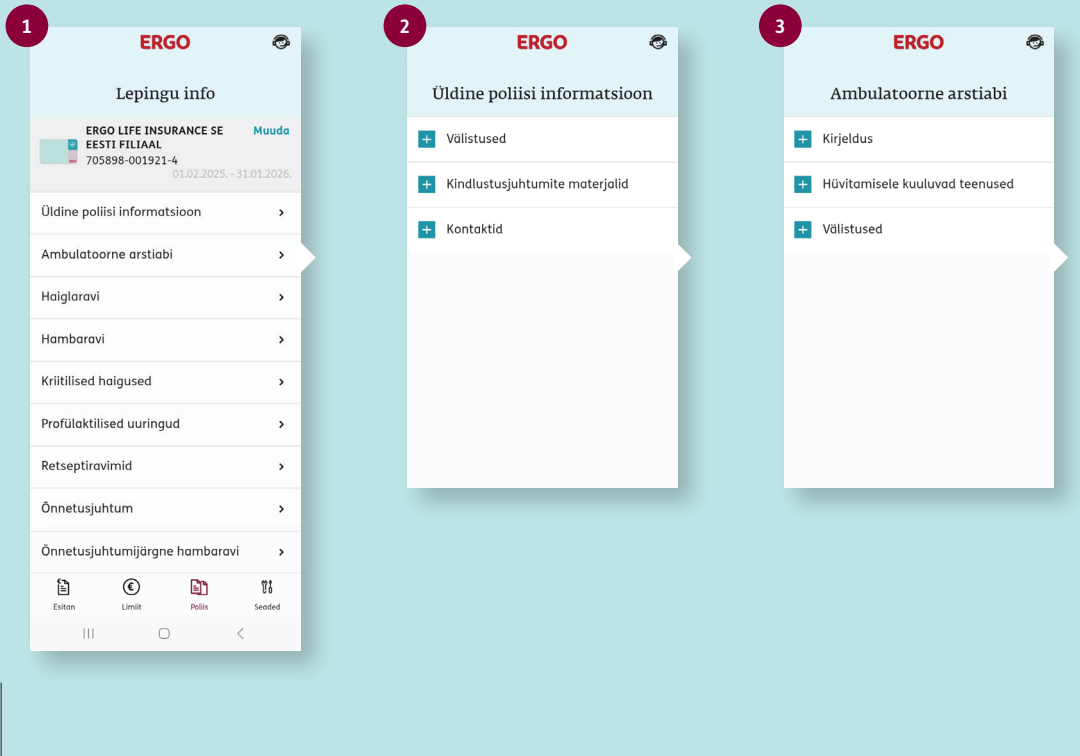 1
ERGO
Lepingu info
ERGO LIFE INSURANCE SE
EESTI FILIAAL
Muuda
705898-001921-4
01.02.2025. - 31.01.2026.
Üldine poliisi informatsioon
Ambulatoorne arstiabi
Haiglaravi
Hambaravi
Kriitilised haigused
Profülaktilised uuringud
Retseptiravimid
Õnnetusjuhtum
Õnnetusjuhtumijärgne hambaravi
Esitan Limiit Poliis Seaded
2
ERGO
Üldine poliisi informatsioon
Välistused
Kindlustusjuhtumite materjalid
Kontaktid
3
ERGO
Ambulatoorne arstiabi
Kirjeldus
Hüvitamisele kuuluvad teenused
Välistused